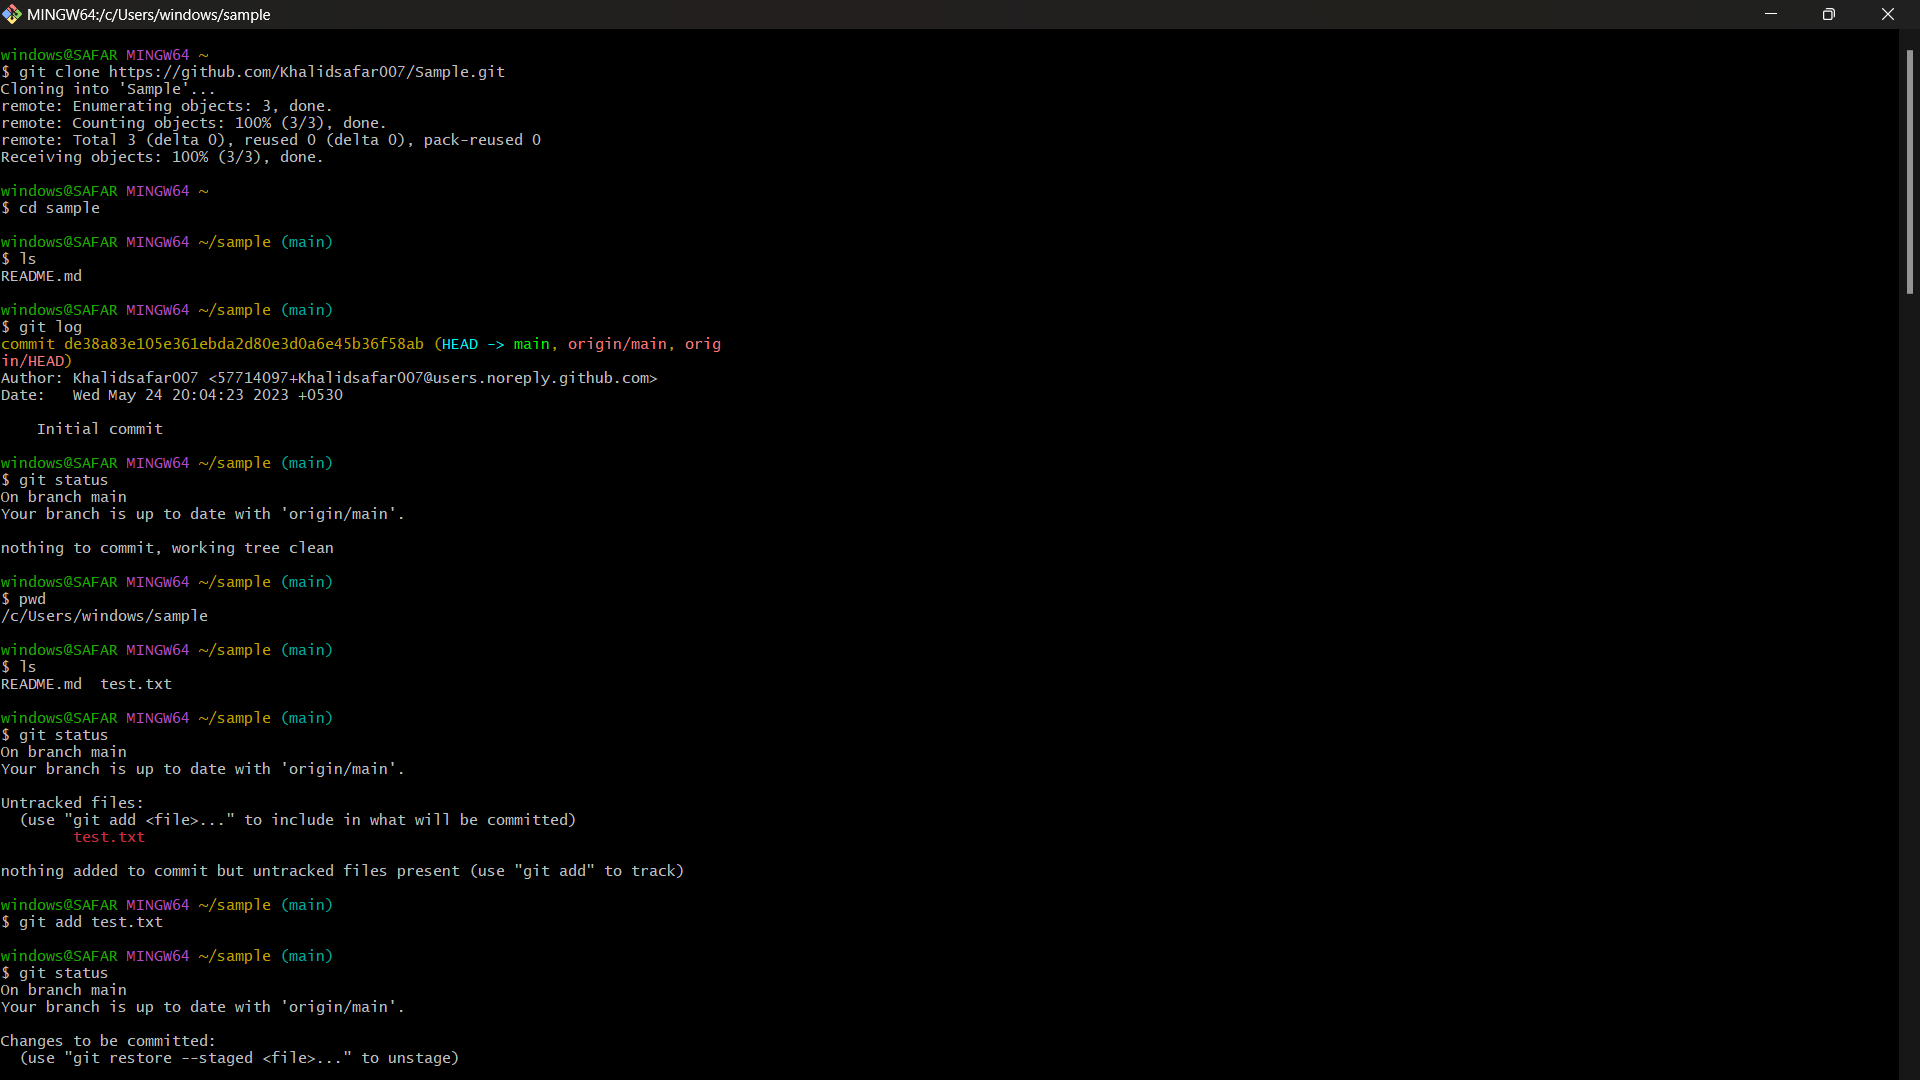 MINGW64:/c/Users/windows/sample
windows@SAFAR MINGW64 ~
$ git clone https://github.com/Khalidsafar007/Sample.git
Cloning into 'Sample'...
remote: Enumerating objects: 3, done.
remote: Counting objects: 100% (3/3), done.
remote: Total 3 (delta 0), reused 0 (delta 0), pack-reused 0
Receiving objects: 100% (3/3), done.
windows@SAFAR MINGW64 ~
$ cd sample
windows@SAFAR MINGW64 ~/sample (main)
$ ls
README.md
windows@SAFAR MINGW64 ~/sample (main)
$ git log
commit de38a83e105e361ebda2d80e3d0a6e45b36f58ab (HEAD -> main, origin/main, orig
in/HEAD)
Author: Khalidsafar007 <57714097+Khalidsafar007@users.noreply.github.com>
Date:   Wed May 24 20:04:23 2023 +0530
    Initial commit
windows@SAFAR MINGW64 ~/sample (main)
$ git status
On branch main
Your branch is up to date with 'origin/main'.
nothing to commit, working tree clean
windows@SAFAR MINGW64 ~/sample (main)
$ pwd
/c/Users/windows/sample
windows@SAFAR MINGW64 ~/sample (main)
$ ls
README.md  test.txt
windows@SAFAR MINGW64 ~/sample (main)
$ git status
On branch main
Your branch is up to date with 'origin/main'.
Untracked files:
  (use "git add <file>..." to include in what will be committed)
        test.txt
nothing added to commit but untracked files present (use "git add" to track)
windows@SAFAR MINGW64 ~/sample (main)
$ git add test.txt
windows@SAFAR MINGW64 ~/sample (main)
$ git status
On branch main
Your branch is up to date with 'origin/main'.
Changes to be committed:
  (use "git restore --staged <file>..." to unstage)